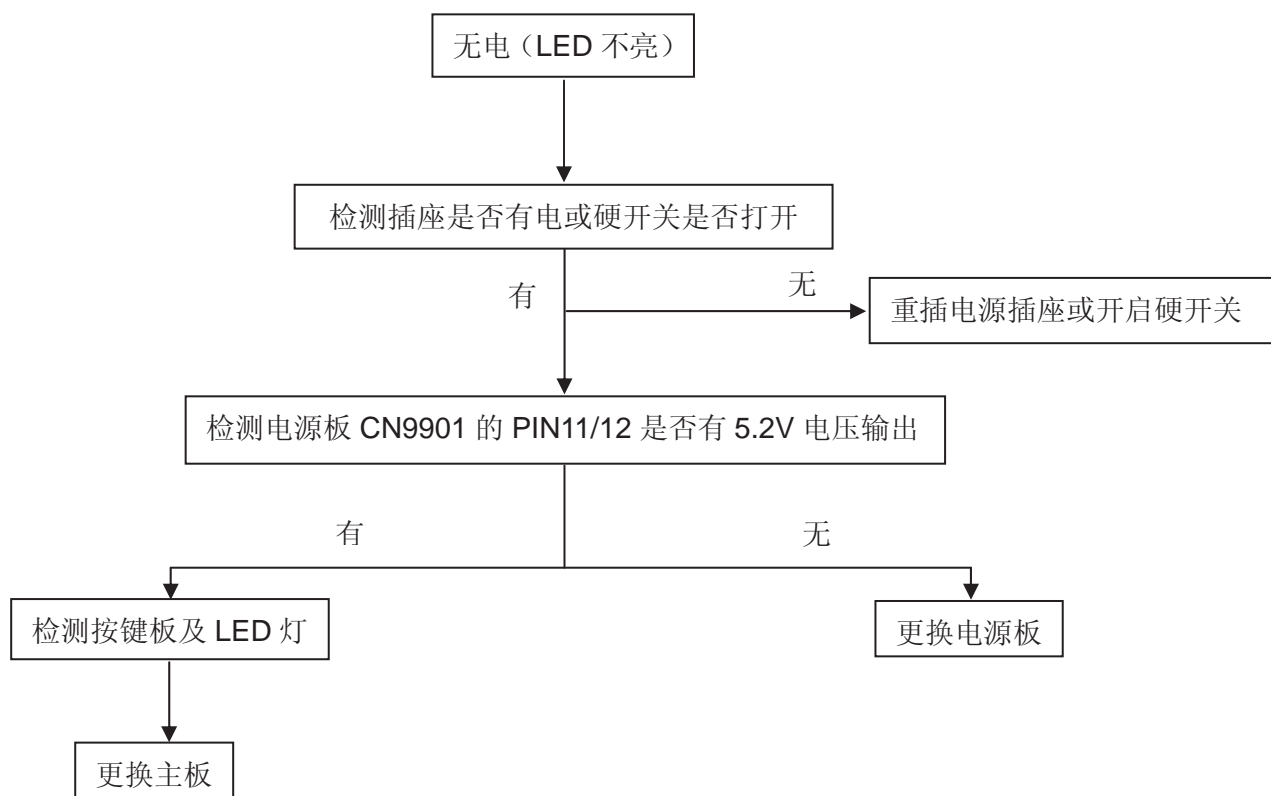 无电（LED 不亮）
检测插座是否有电或硬开关是否打开
有
无
重插电源插座或开启硬开关
检测电源板 CN9901 的 PIN11/12 是否有 5.2V 电压输出
有
无
检测按键板及 LED 灯
更换电源板
更换主板